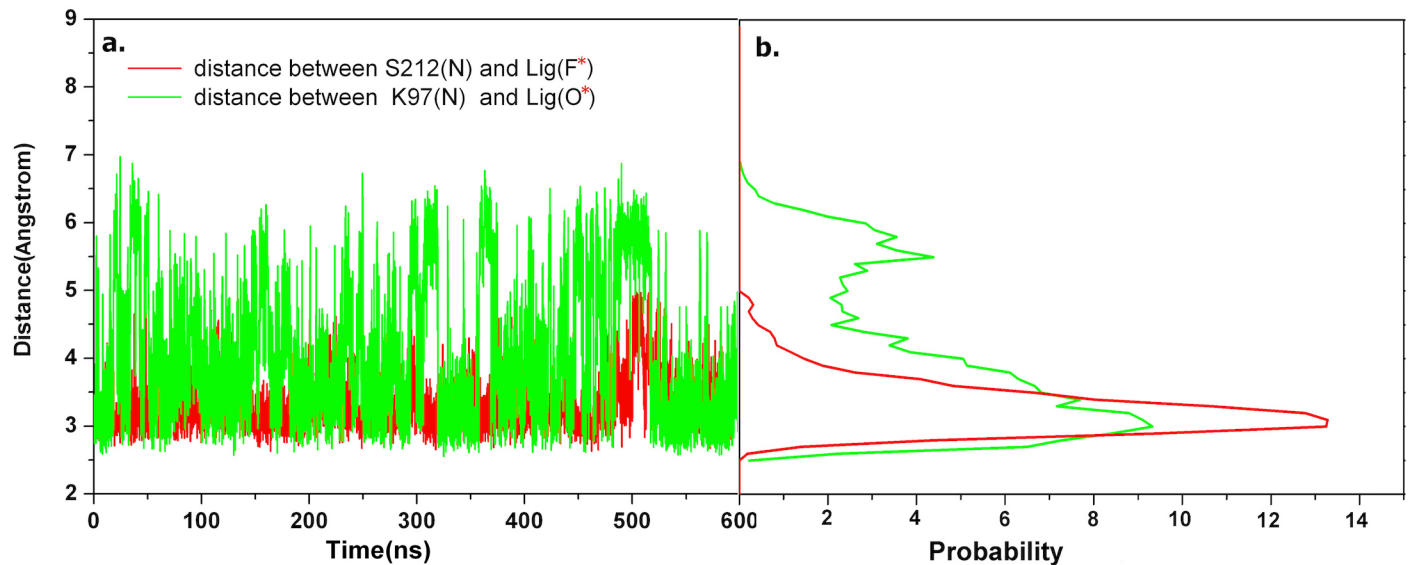 a.
distance between S212(N) and Lig(F*)
distance between K97(N) and Lig(O*)
Distance(Angstrom)
9
8
7
6
5
4
3
2
0 100 200 300 400 500 600
Time(ns)
b.
2 4 6 8 10 12 14
Probability